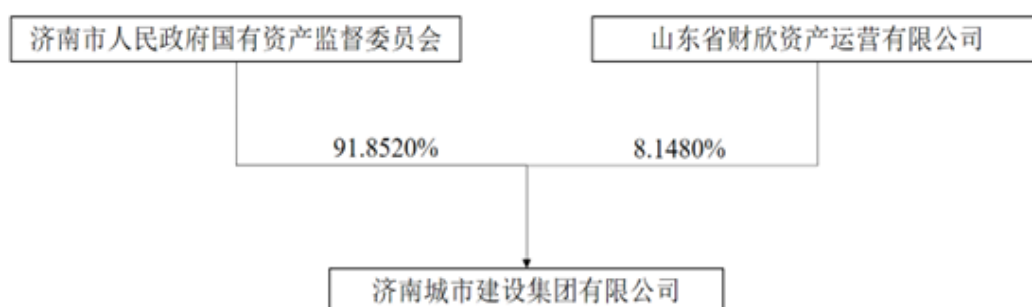 济南市人民政府国有资产监督委员会
山东省财欣资产运营有限公司
91.8520%
8.1480%
济南城市建设集团有限公司